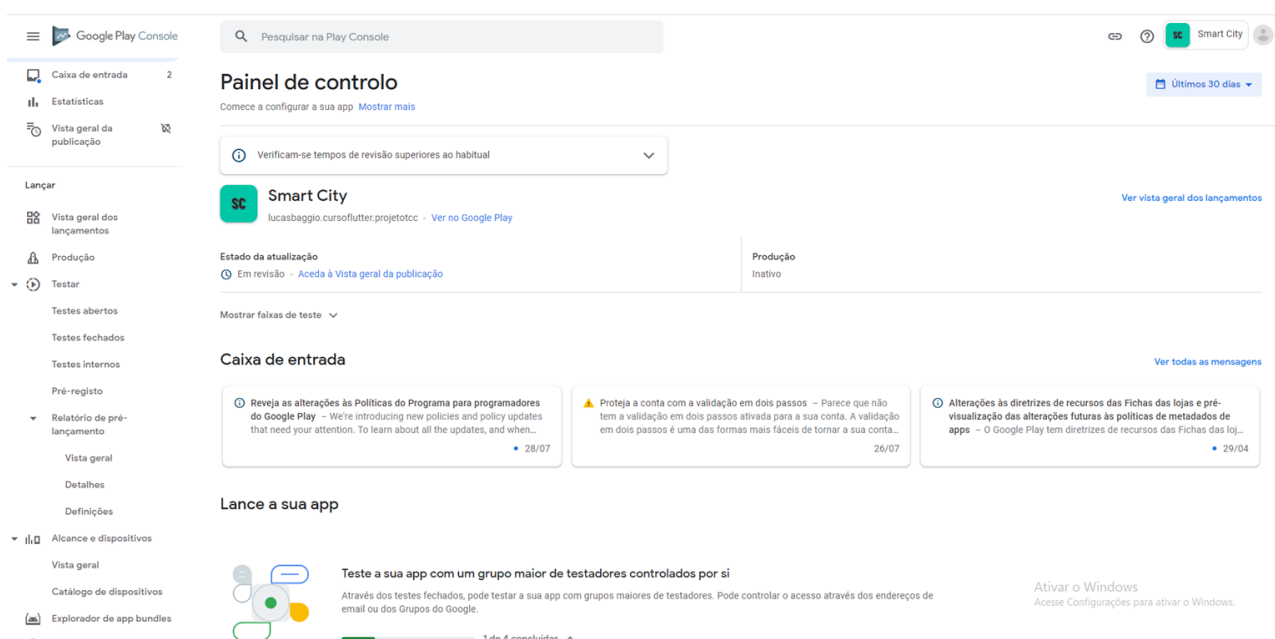 Google Play Console
Pesquisar na Play Console
SC
Smart City
Caixa de entrada 2
Estatísticas
Vista geral da
publicação
Lançar
Vista geral dos
lançamentos
Produção
Testar
Testes abertos
Testes fechados
Testes internos
Pré-registo
Relatório de pré-
lançamento
Vista geral
Detalhes
Definições
Alcance e dispositivos
Vista geral
Catálogo de dispositivos
Explorador de app bundles
Painel de controlo
Últimos 30 dias
Comece a configurar a sua app Mostrar mais
Verificam-se tempos de revisão superiores ao habitual
SC
Smart City
lucasbaggio.cursoflutter.projetotcc - Ver no Google Play
Ver vista geral dos lançamentos
Estado da atualização
Em revisão · Aceda à Vista geral da publicação
Produção
Inativo
Mostrar faixas de teste
Caixa de entrada
Ver todas as mensagens
Reveja as alterações às Políticas do Programa para programadores
do Google Play – We're introducing new policies and policy updates
that need your attention. To learn about all the updates, and when...
28/07
Proteja a conta com a validação em dois passos – Parece que não
tem a validação em dois passos ativada para a sua conta. A validação
em dois passos é uma das formas mais fáceis de tornar a sua conta...
26/07
Alterações às diretrizes de recursos das Fichas das lojas e pré-
visualização das alterações futuras às políticas de metadados de
apps – O Google Play tem diretrizes de recursos das Fichas das loj...
29/04
Lance a sua app
Teste a sua app com um grupo maior de testadores controlados por si
Através dos testes fechados, pode testar a sua app com grupos maiores de testadores. Pode controlar o acesso através dos endereços de
email ou dos Grupos do Google.
1 de 4 concluídas
Ativar o Windows
Acesse Configurações para ativar o Windows.